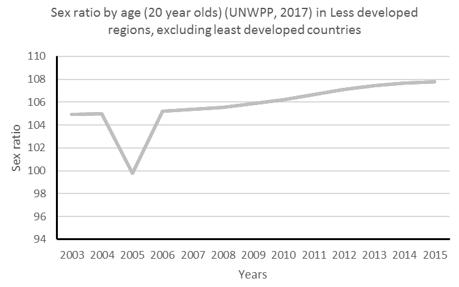 Sex ratio by age (20 year olds) (UNWPP, 2017) in Less developed
regions, excluding least developed countries
110
108
106
104
102
100
98
96
94
Sex ratio
2003 2004 2005 2006 2007 2008 2009 2010 2011 2012 2013 2014 2015
Years